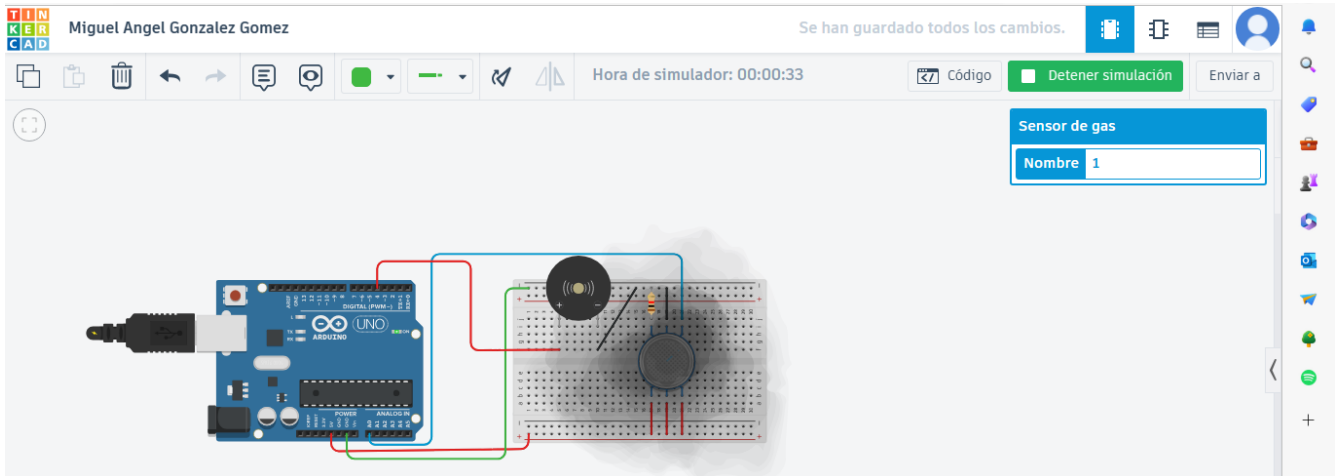 TIN
KER
CAD
Miguel Angel Gonzalez Gomez
Se han guardado todos los cambios.
Hora de simulador: 00:00:33
Código
Detener simulación
Enviar a
Sensor de gas
Nombre 1
DIGITAL (PWM~)
UNO
ARDUINO
POWER
ANALOG IN